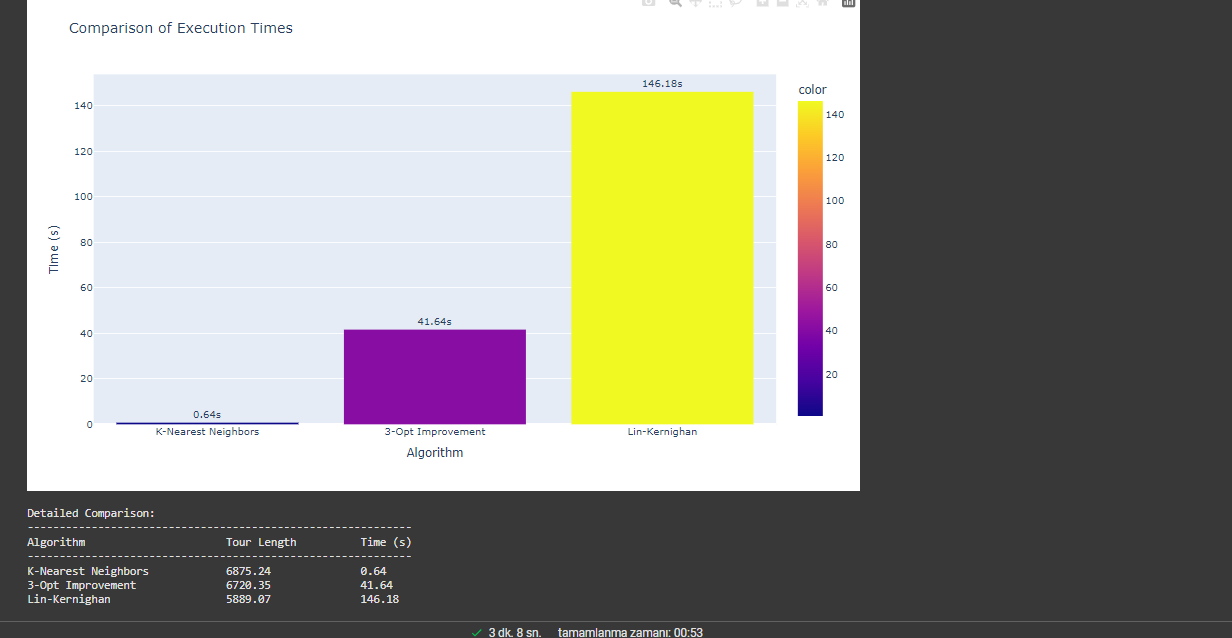 Comparison of Execution Times
146.18s
color
140
140
120
120
100
100
80
80
60
60
41.64s
40
40
20
20
0.64s
0
Time (s)
K-Nearest Neighbors 3-Opt Improvement Lin-Kernighan
Algorithm
Detailed Comparison:
------------------------------------------------------------
Algorithm Tour Length Time (s)
------------------------------------------------------------
K-Nearest Neighbors 6875.24 0.64
3-Opt Improvement 6720.35 41.64
Lin-Kernighan 5889.07 146.18
3 dk. 8 sn. tamamlanma zamanı: 00:53